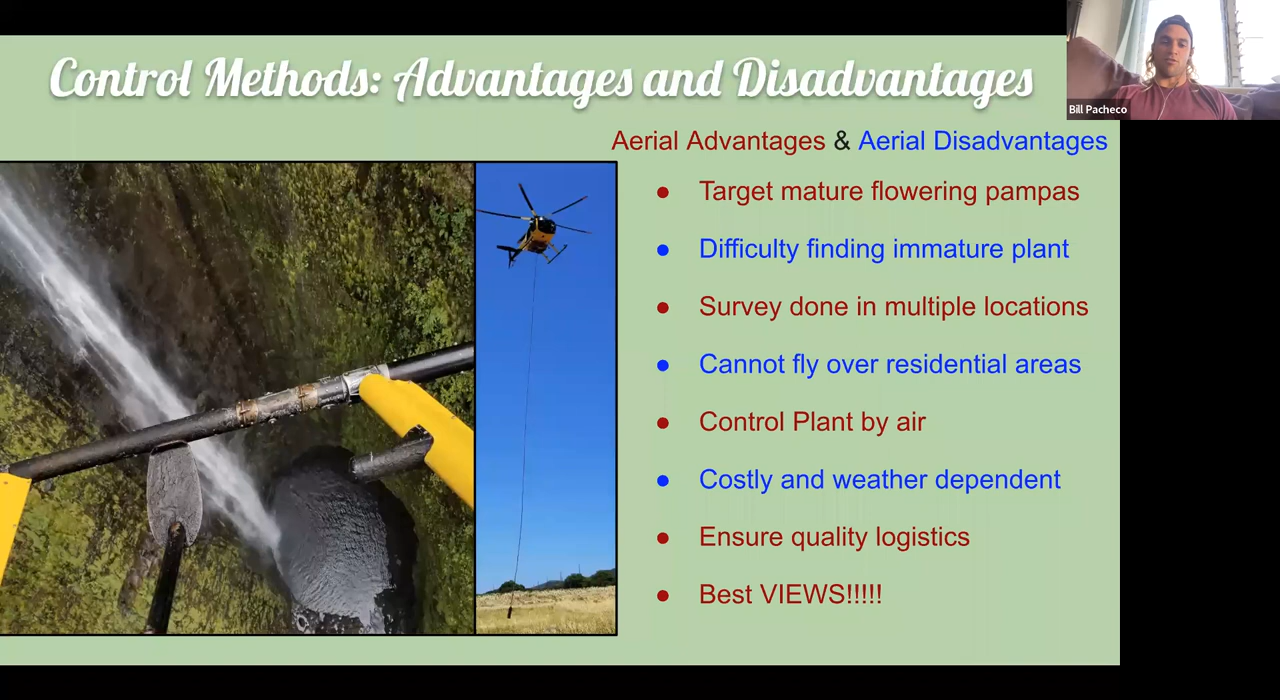 Control Methods: Advantages and Disadvantages
Bill Pacheco
Aerial Advantages & Aerial Disadvantages
● Target mature flowering pampas
● Difficulty finding immature plant
● Survey done in multiple locations
● Cannot fly over residential areas
● Control Plant by air
● Costly and weather dependent
● Ensure quality logistics
● Best VIEWS!!!!!